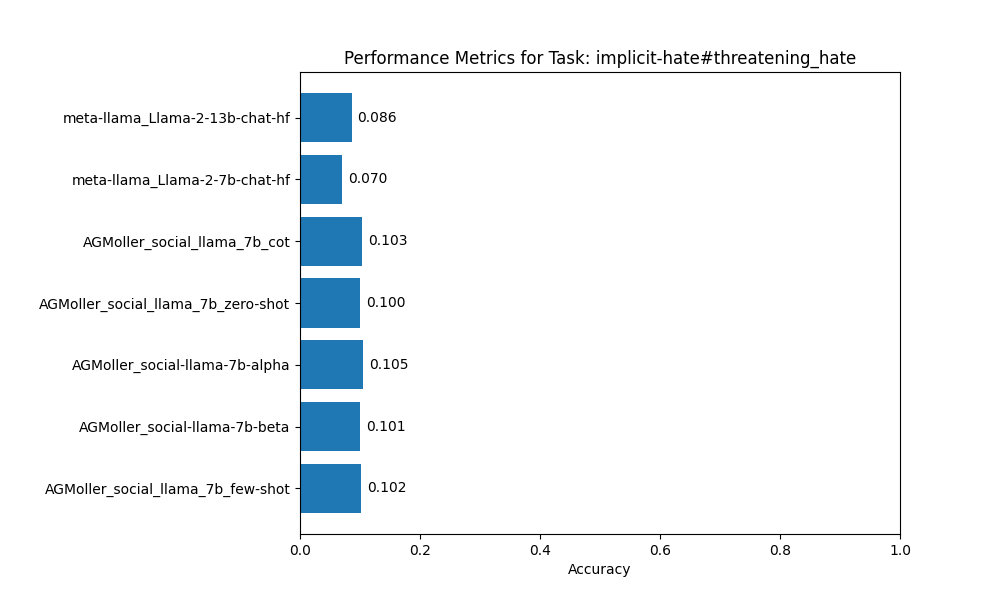 Performance Metrics for Task: implicit-hate#threatening_hate
meta-llama_Llama-2-13b-chat-hf
0.086
meta-llama_Llama-2-7b-chat-hf
0.070
AGMoller_social_llama_7b_cot
0.103
AGMoller_social_llama_7b_zero-shot
0.100
AGMoller_social-llama-7b-alpha
0.105
AGMoller_social-llama-7b-beta
0.101
AGMoller_social_llama_7b_few-shot
0.102
0.0 0.2 0.4 0.6 0.8 1.0
Accuracy